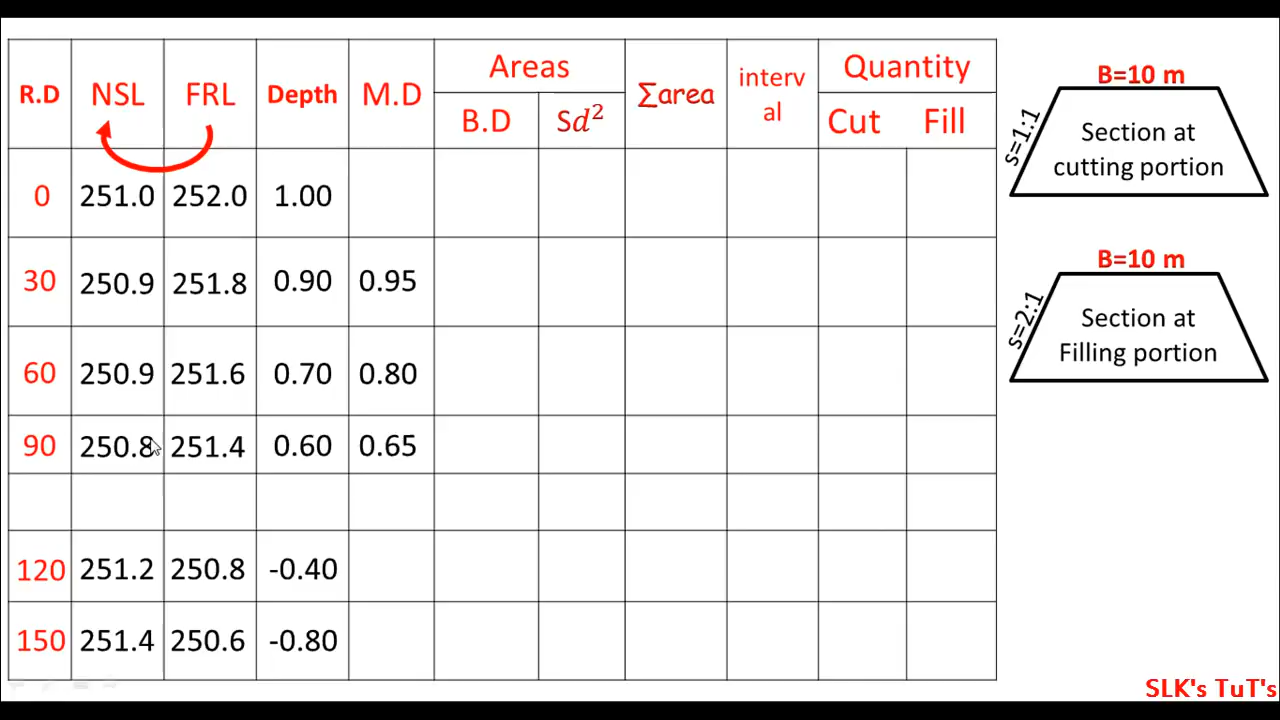 R.D NSL FRL Depth M.D Areas ∑area interv Quantity
al
B.D Sd² Cut Fill
0 251.0 252.0 1.00
30 250.9 251.8 0.90 0.95
60 250.9 251.6 0.70 0.80
90 250.8 251.4 0.60 0.65
120 251.2 250.8 -0.40
150 251.4 250.6 -0.80
B=10 m
s=1:1
Section at
cutting portion
B=10 m
s=2:1
Section at
Filling portion
SLK's TuT's